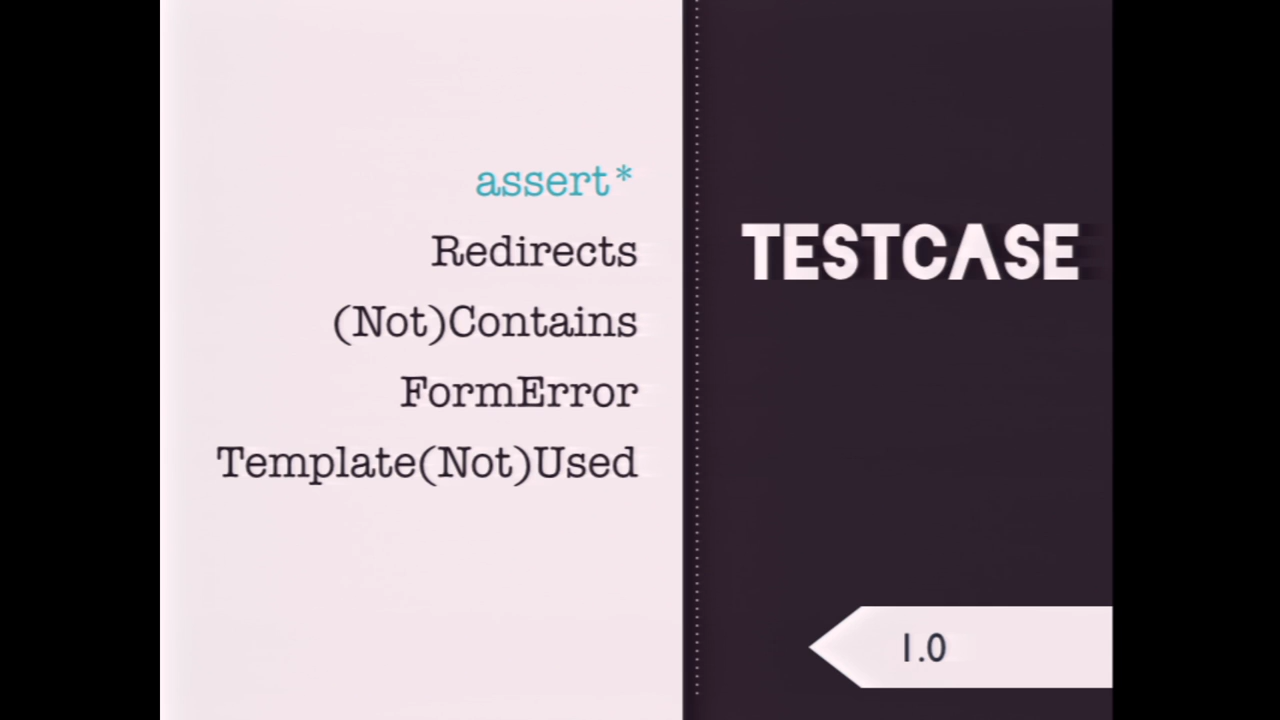 assert*
Redirects
(Not)Contains
FormError
Template(Not)Used
TESTCASE
1.0